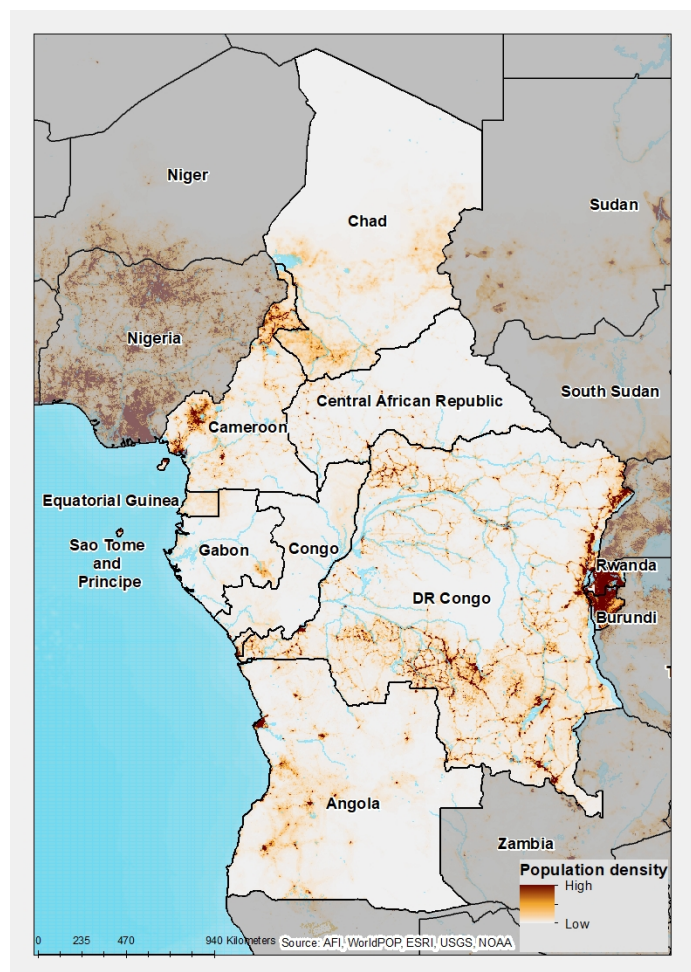 Niger
Sudan
Chad
Nigeria
South Sudan
Central African Republic
Cameroon
Equatorial Guinea
Sao Tome
and
Principe
Gabon
Congo
Rwanda
DR Congo
Burundi
T
Angola
Zambia
Population density
High
Low
0 235 470 940 Kilometers
Source: AFI, WorldPOP, ESRI, USGS, NOAA